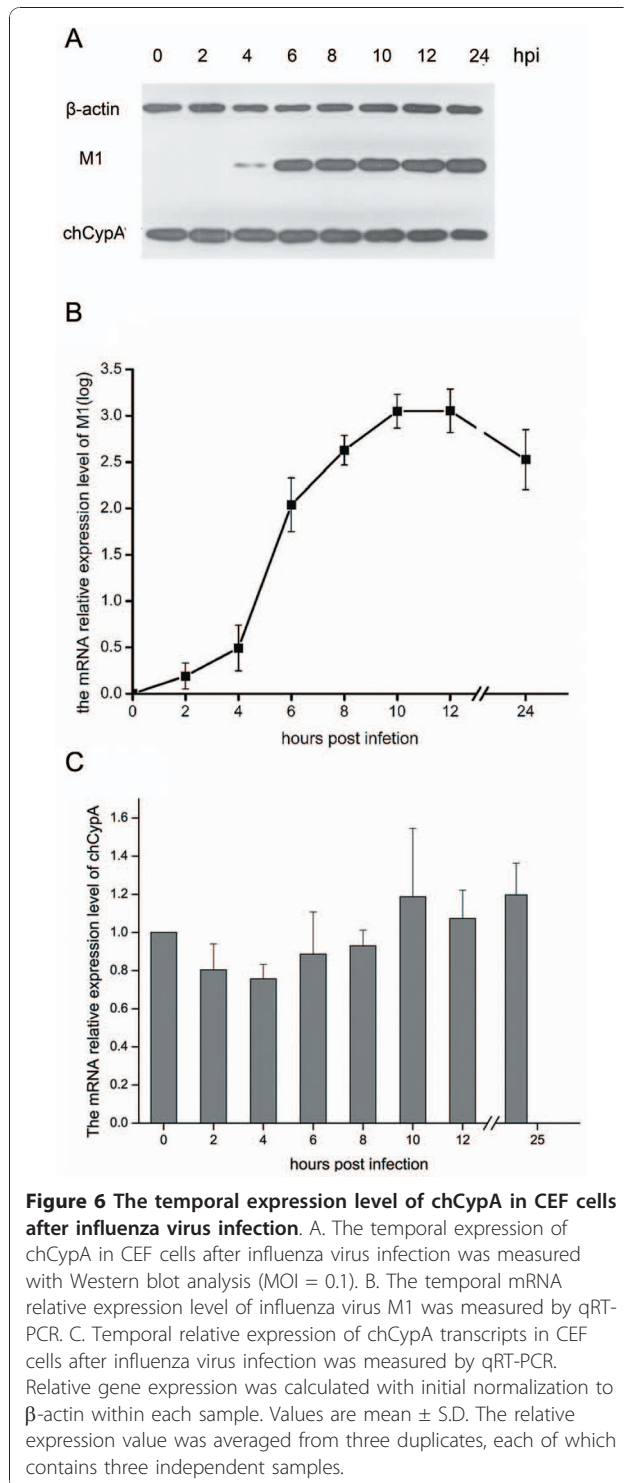 A
0 2 4 6 8 10 12 24 hpi
β-actin
M1
chCypA
B
the mRNA relative expression level of M1(log)
3.5
3.0
2.5
2.0
1.5
1.0
0.5
0.0
0 2 4 6 8 10 12 24
hours post infetion
C
The mRNA relative expression level of chCypA
1.6
1.4
1.2
1.0
0.8
0.6
0.4
0.2
0.0
0 2 4 6 8 10 12 25
hours post infection
Figure 6 The temporal expression level of chCypA in CEF cells
after influenza virus infection. A. The temporal expression of
chCypA in CEF cells after influenza virus infection was measured
with Western blot analysis (MOI = 0.1). B. The temporal mRNA
relative expression level of influenza virus M1 was measured by qRT-
PCR. C. Temporal relative expression of chCypA transcripts in CEF
cells after influenza virus infection was measured by qRT-PCR.
Relative gene expression was calculated with initial normalization to
β-actin within each sample. Values are mean ± S.D. The relative
expression value was averaged from three duplicates, each of which
contains three independent samples.